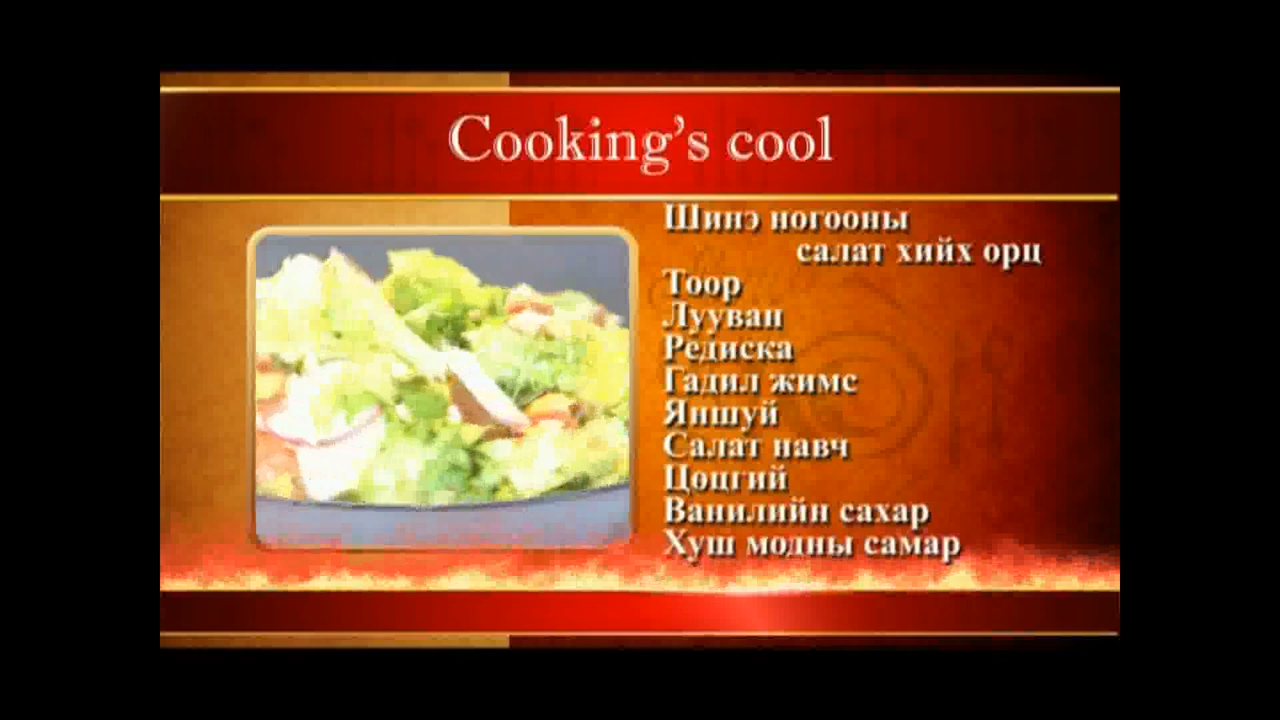 Cooking's cool
Шинэ ногооны
салат хийх орц
Тоор
Лууван
Редиска
Гадил жимс
Яншуй
Салат навч
Цөцгий
Ванилийн сахар
Хуш модны самар